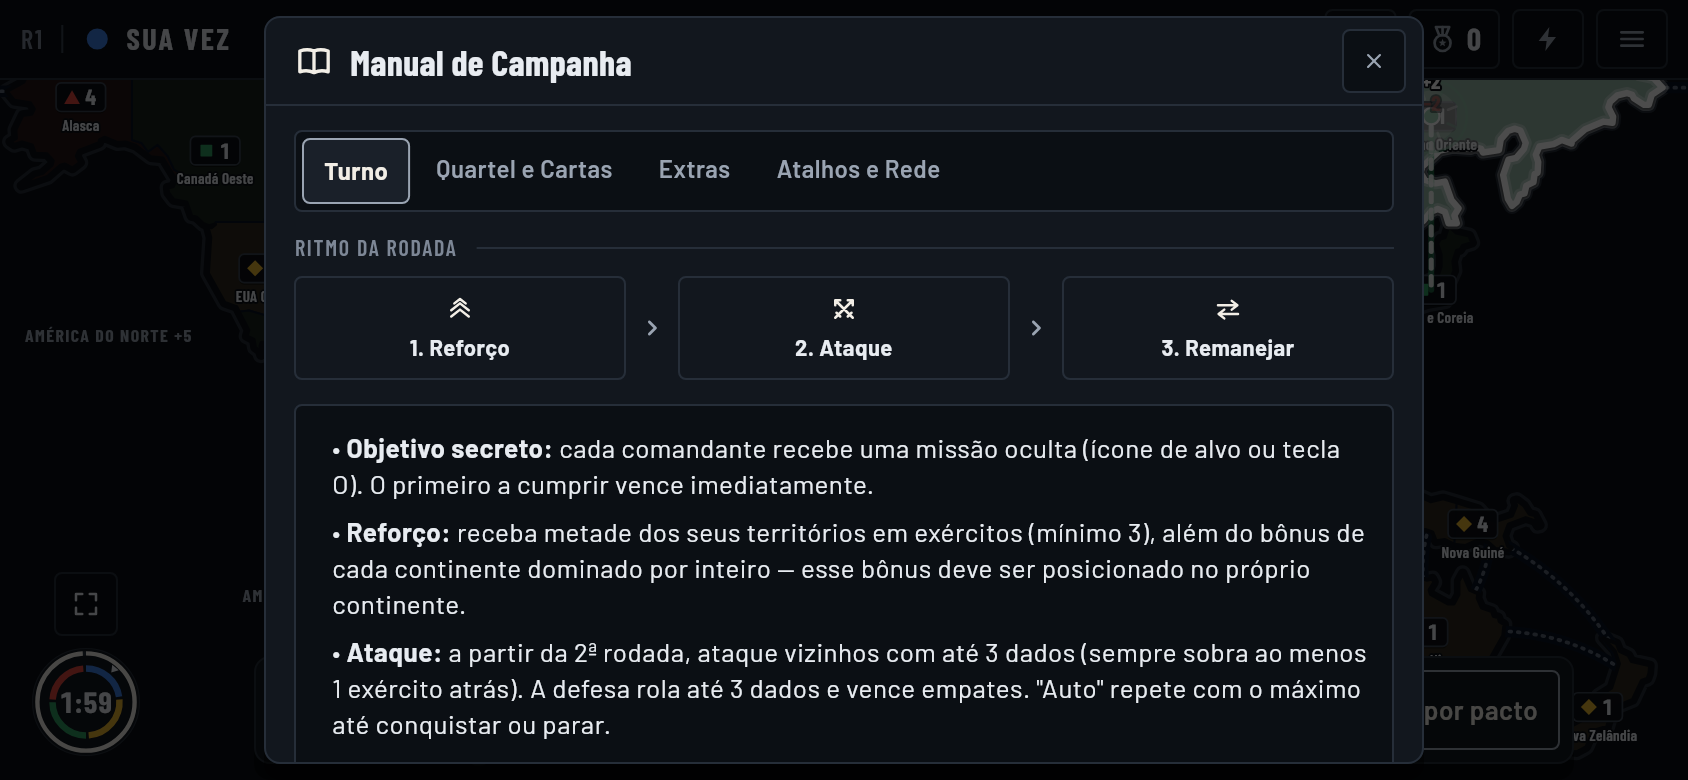 R1
SUA VEZ
Manual de Campanha
0
4
Alasca
1
Canadá Oeste
+2
Oriente
Turno
Quartel e Cartas
Extras
Atalhos e Rede
RITMO DA RODADA
EUA
1. Reforço
2. Ataque
3. Remanejar
1
e Coreia
AMÉRICA DO NORTE +5
• Objetivo secreto: cada comandante recebe uma missão oculta (ícone de alvo ou tecla
O). O primeiro a cumprir vence imediatamente.
• Reforço: receba metade dos seus territórios em exércitos (mínimo 3), além do bônus de
cada continente dominado por inteiro — esse bônus deve ser posicionado no próprio
continente.
• Ataque: a partir da 2ª rodada, ataque vizinhos com até 3 dados (sempre sobra ao menos
1 exército atrás). A defesa rola até 3 dados e vence empates. "Auto" repete com o máximo
até conquistar ou parar.
4
Nova Guiné
AM
1
1:59
por pacto
1
va Zelândia